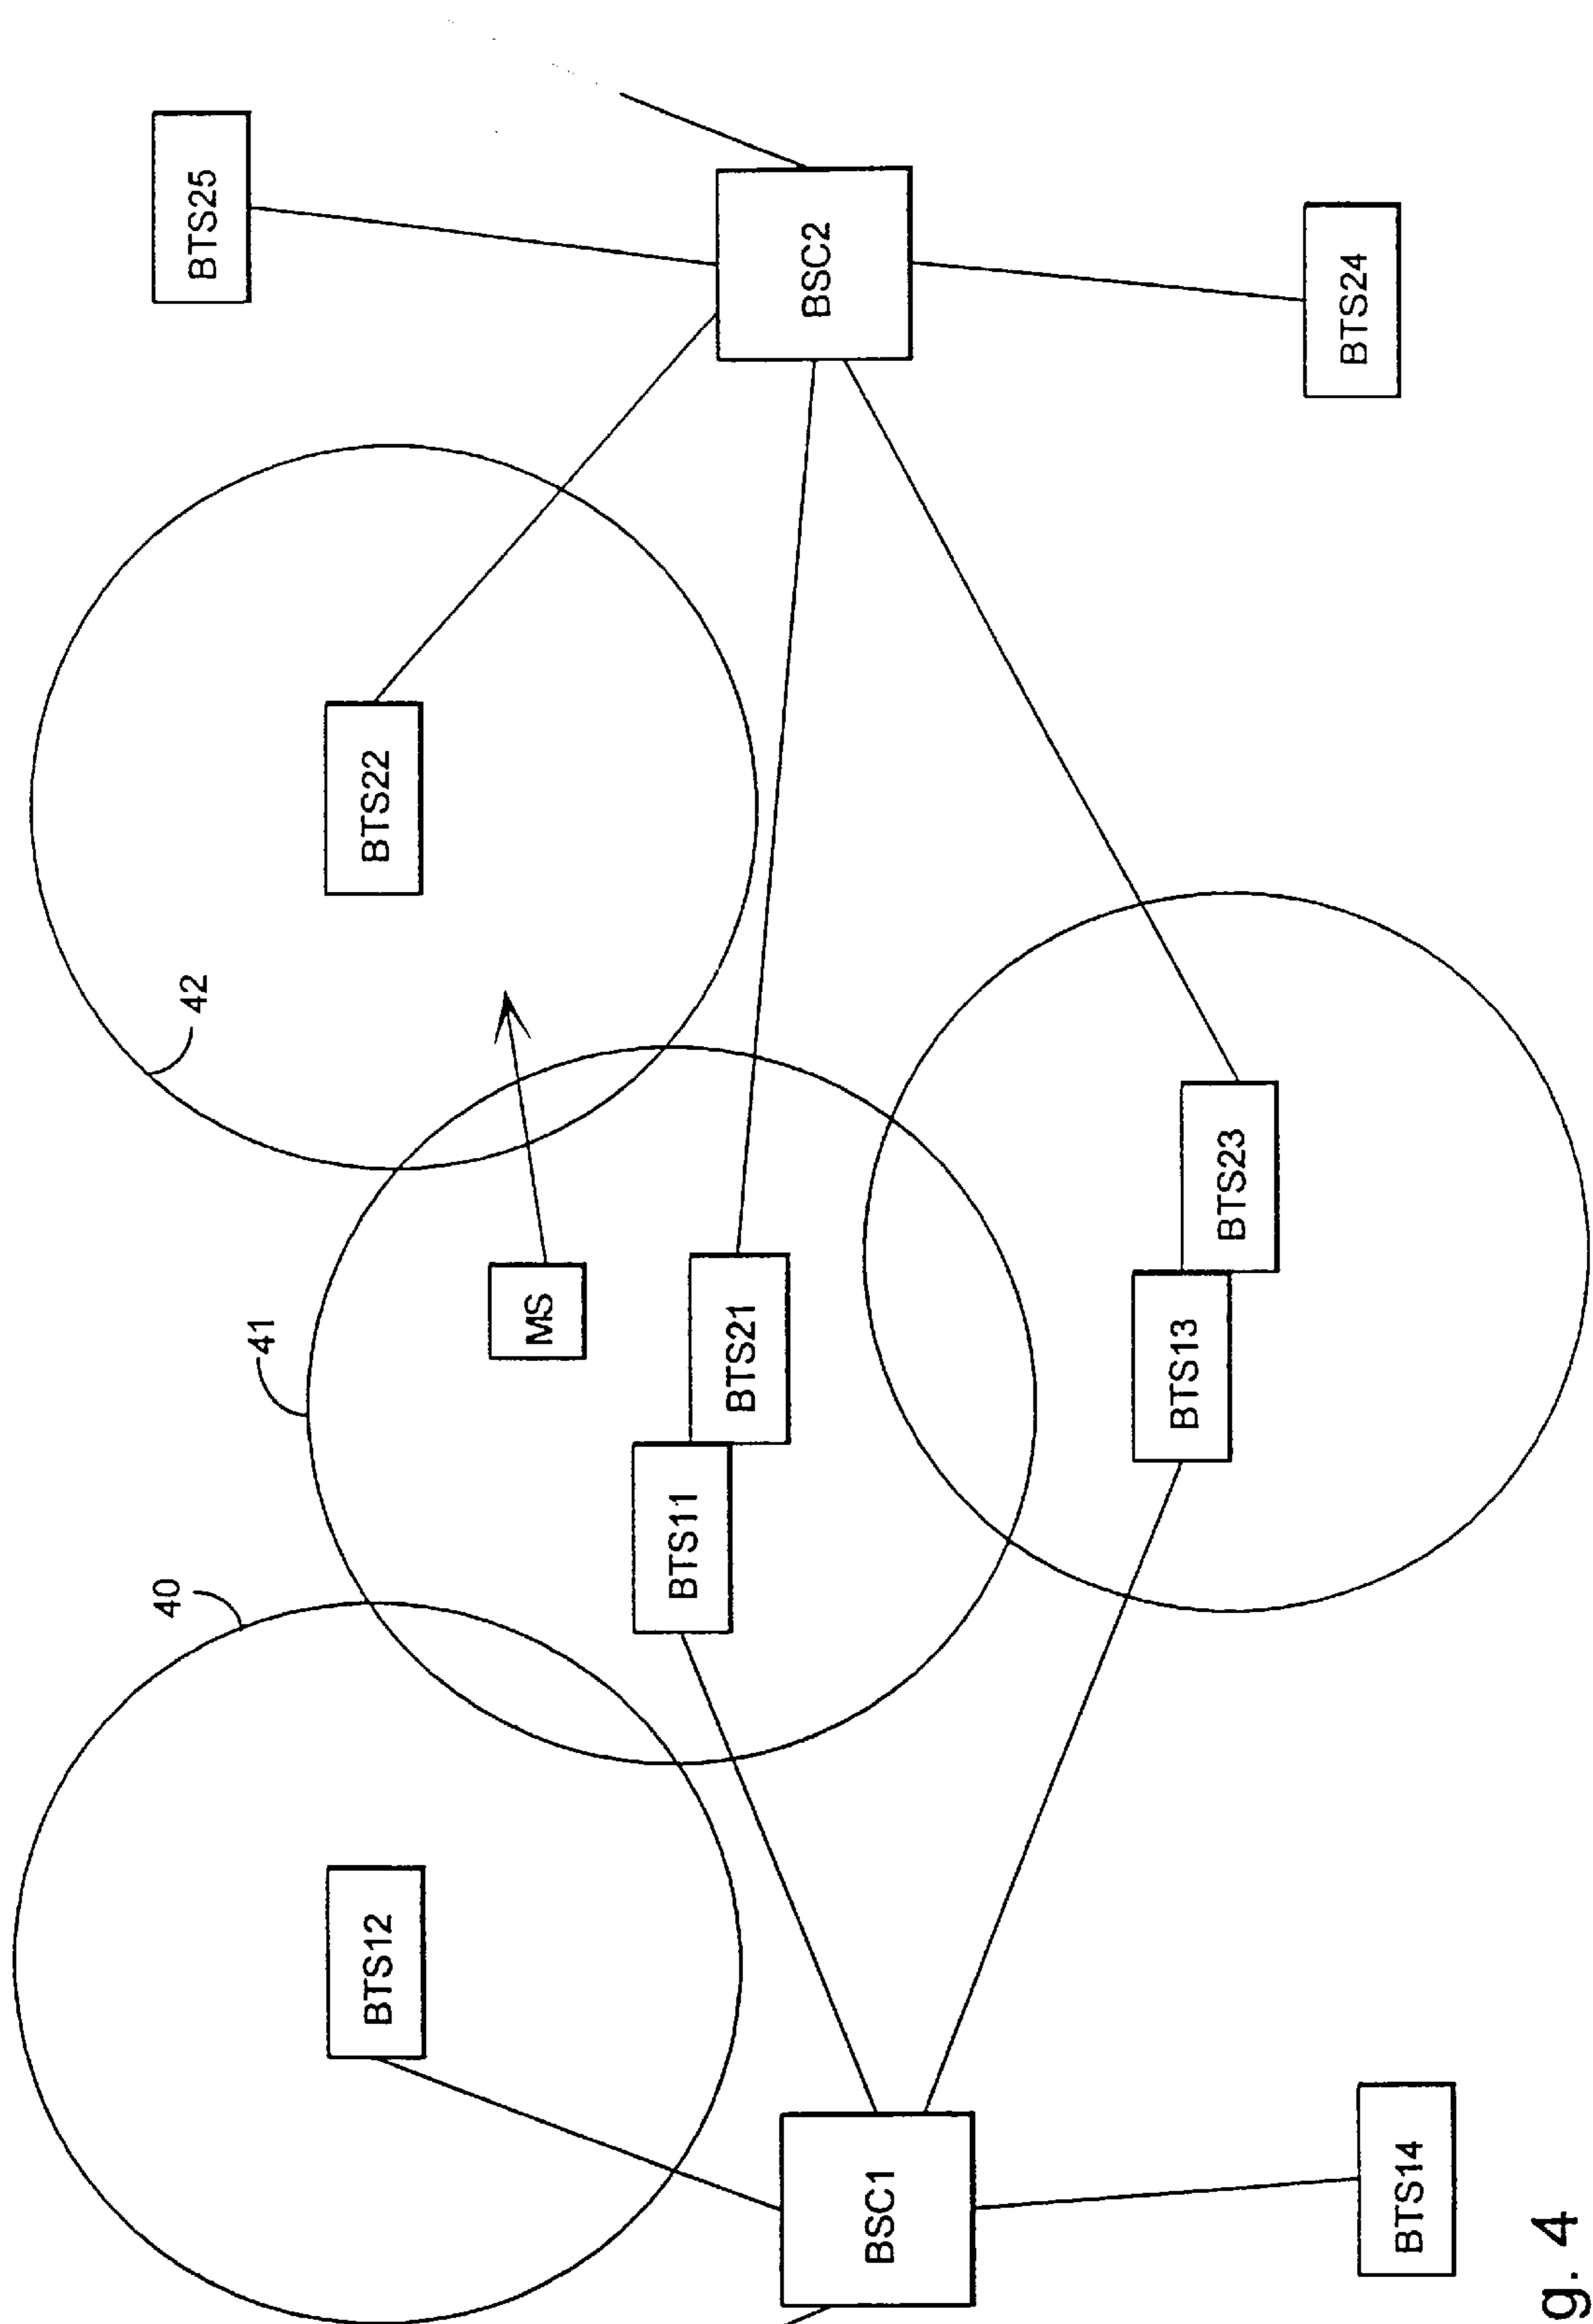 40
42
BTS25
41
BTS12
BTS22
MS
BTS11
BTS21
BSC2
BSC1
BTS13
BTS23
BTS24
BTS14
g. 4